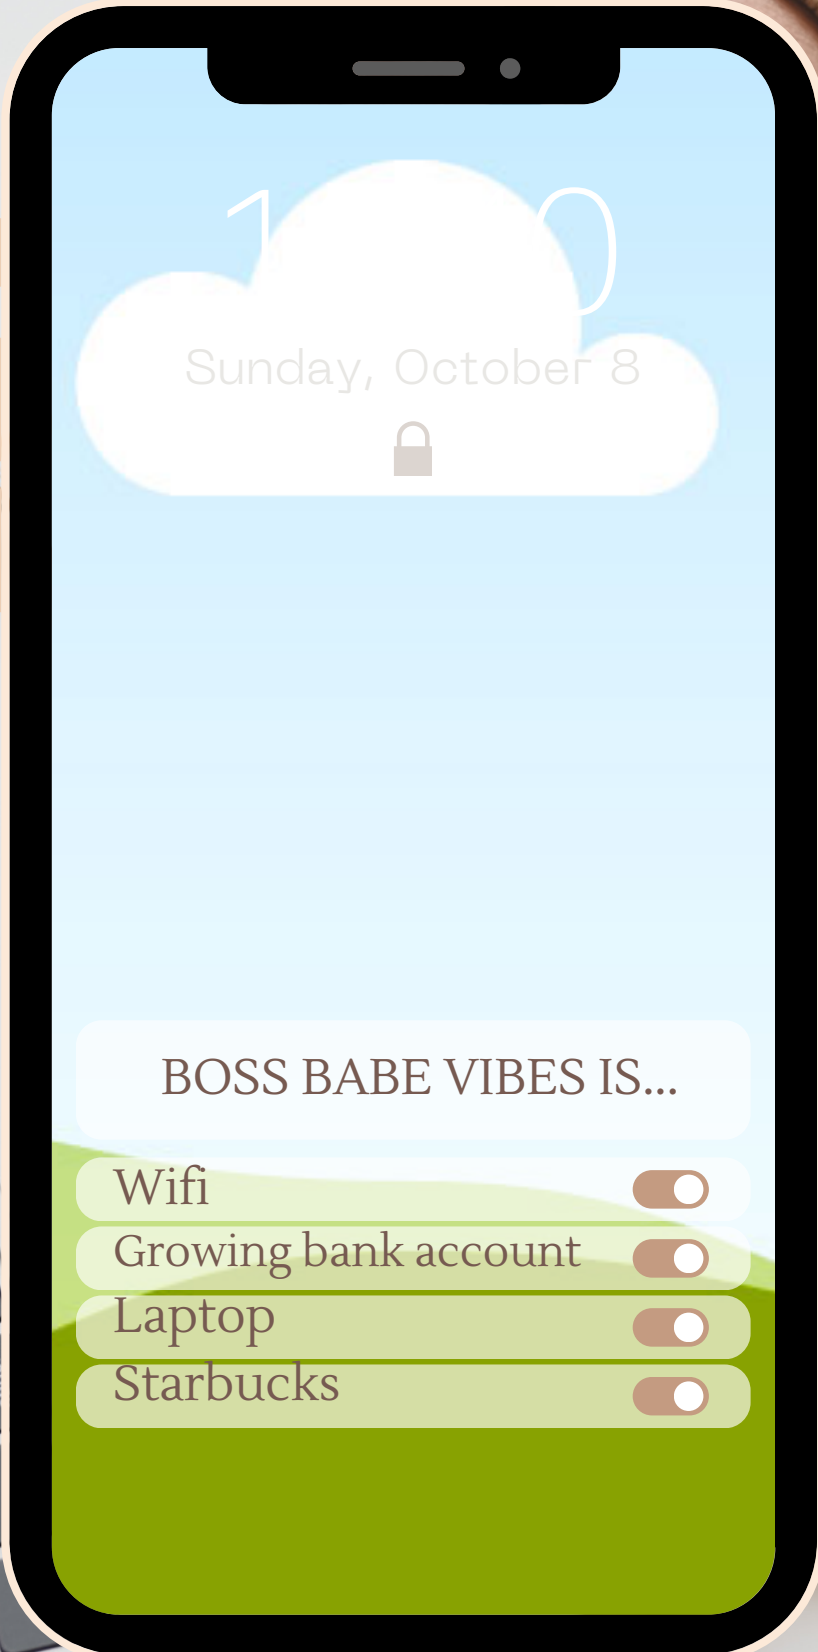 Sunday, October 8
BOSS BABE VIBES IS...
Wifi
Growing bank account
Laptop
Starbucks